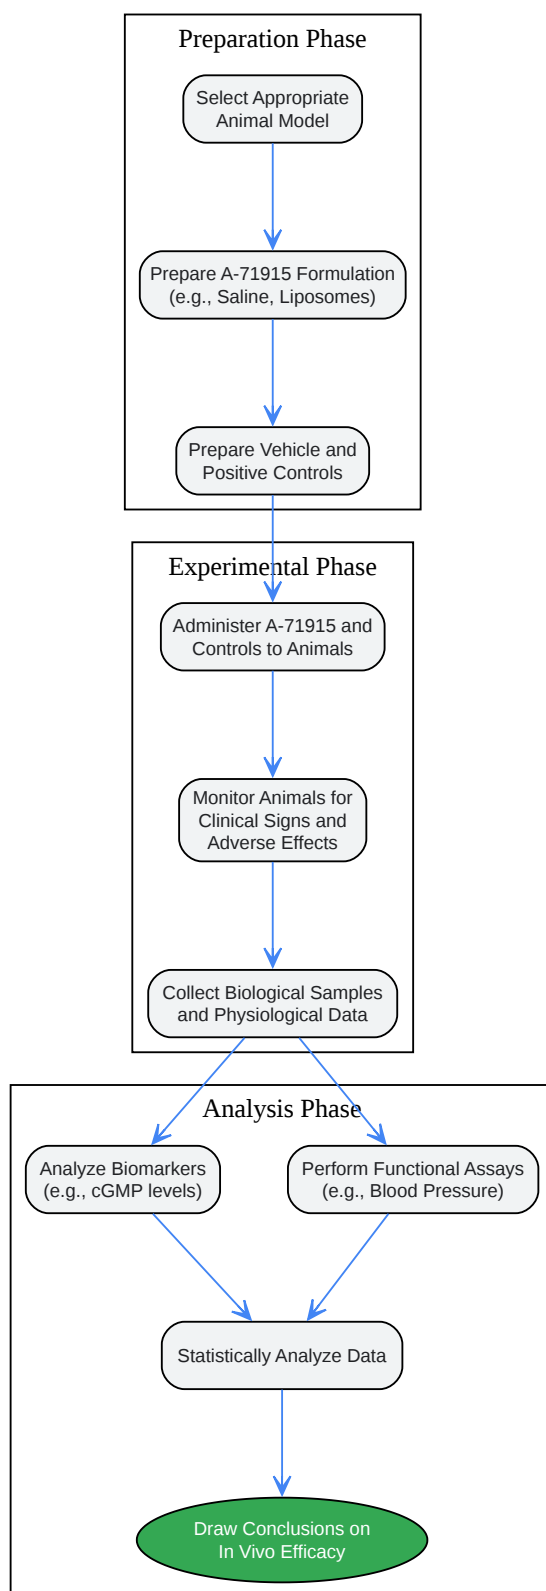 Preparation Phase
Select Appropriate
Animal Model
Prepare A-71915 Formulation
(e.g., Saline, Liposomes)
Prepare Vehicle and
Positive Controls
Experimental Phase
Administer A-71915 and
Controls to Animals
Monitor Animals for
Clinical Signs and
Adverse Effects
Collect Biological Samples
and Physiological Data
Analysis Phase
Analyze Biomarkers
(e.g., cGMP levels)
Perform Functional Assays
(e.g., Blood Pressure)
Statistically Analyze Data
Draw Conclusions on
In Vivo Efficacy